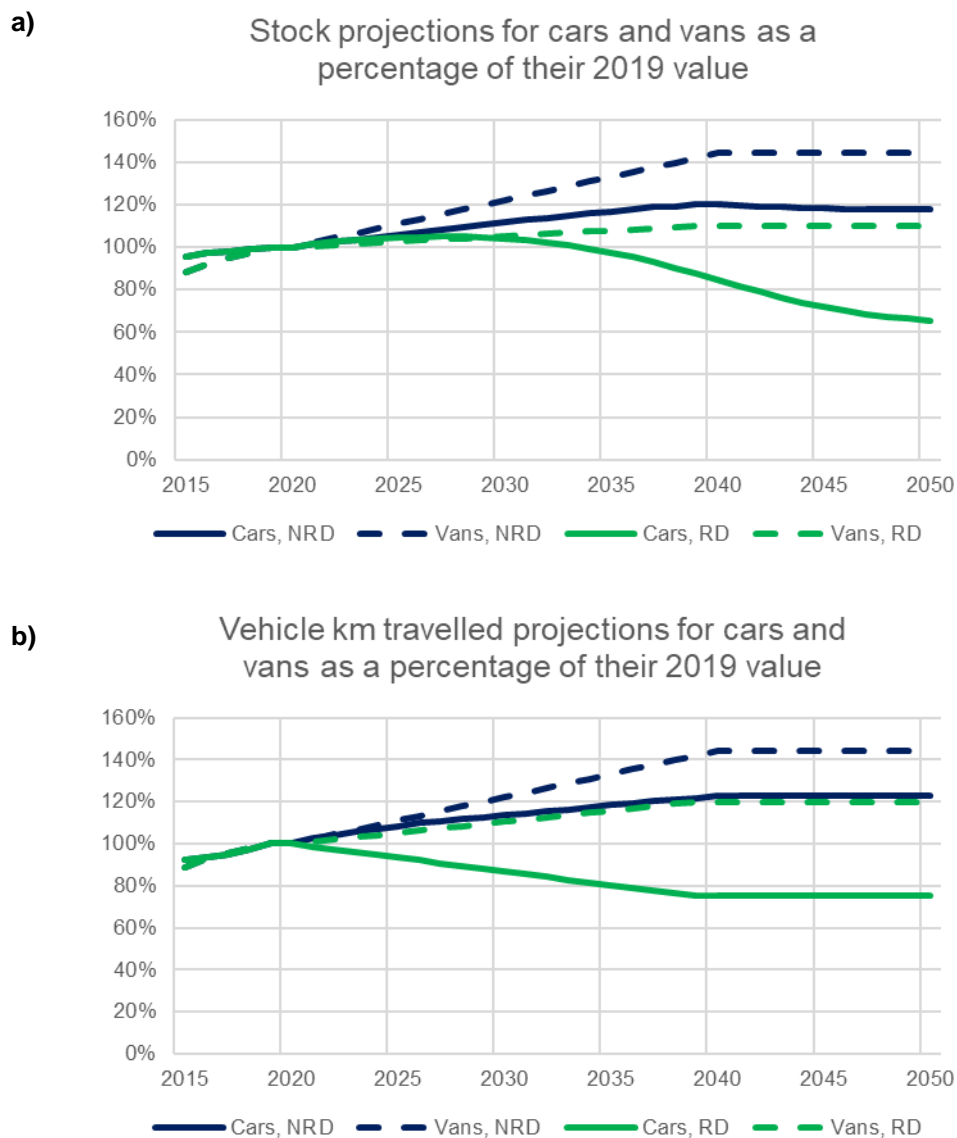 a)
Stock projections for cars and vans as a
percentage of their 2019 value
160%
140%
120%
100%
80%
60%
40%
20%
0%
2015 2020 2025 2030 2035 2040 2045 2050
Cars, NRD Vans, NRD Cars, RD Vans, RD
b)
Vehicle km travelled projections for cars and
vans as a percentage of their 2019 value
160%
140%
120%
100%
80%
60%
40%
20%
0%
2015 2020 2025 2030 2035 2040 2045 2050
Cars, NRD Vans, NRD Cars, RD Vans, RD